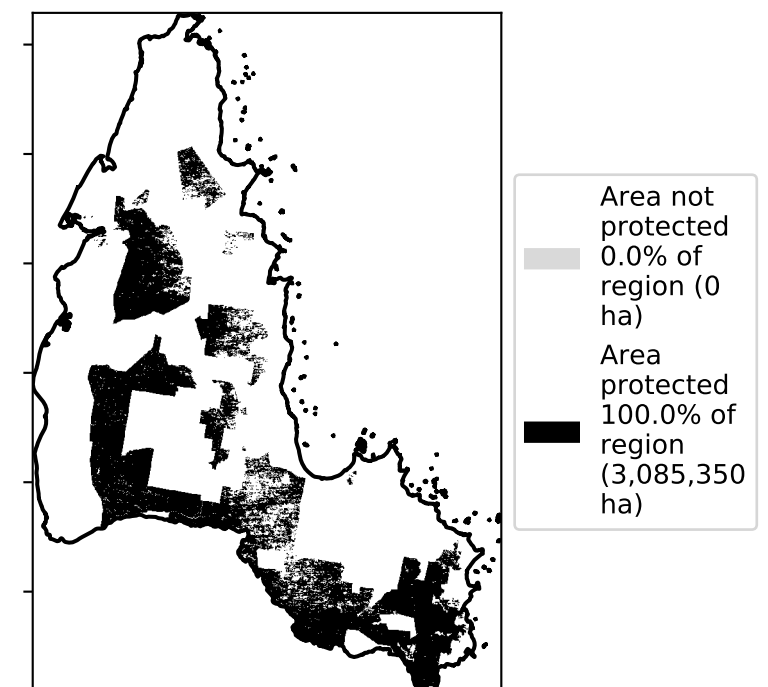 Area not
protected
0.0% of
region (0
ha)
Area
protected
100.0% of
region
(3,085,350
ha)